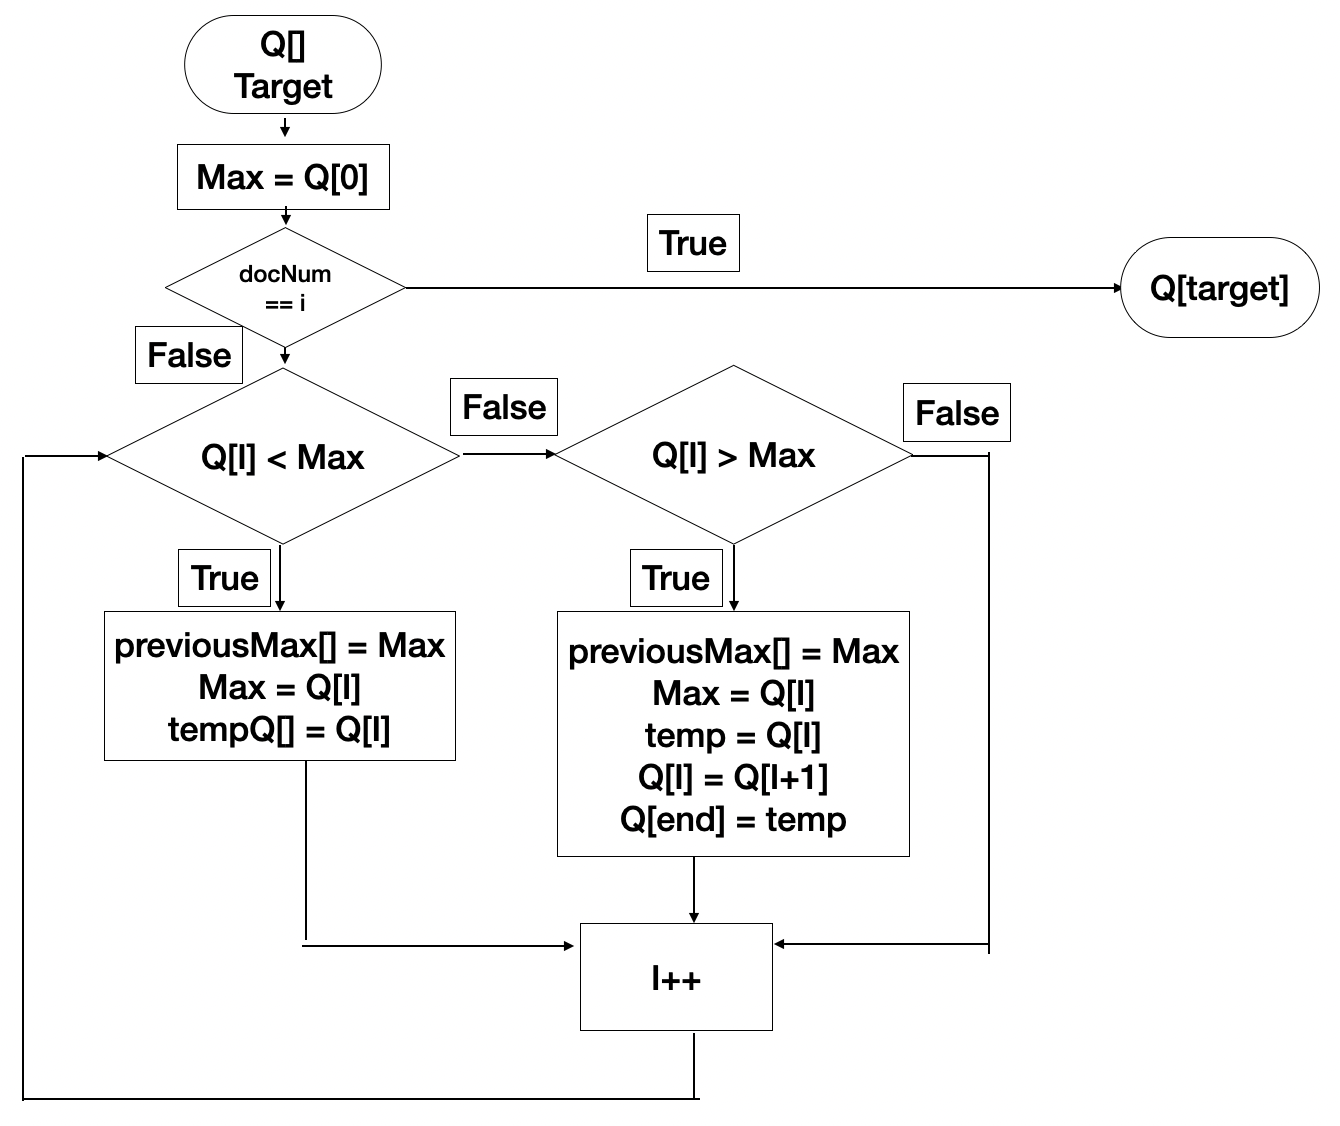 Q[]
Target
Max = Q[0]
True
docNum
== i
Q[target]
False
False
False
Q[I] < Max
Q[I] > Max
True
True
previousMax[] = Max
Max = Q[I]
tempQ[] = Q[I]
previousMax[] = Max
Max = Q[I]
temp = Q[I]
Q[I] = Q[I+1]
Q[end] = temp
I++